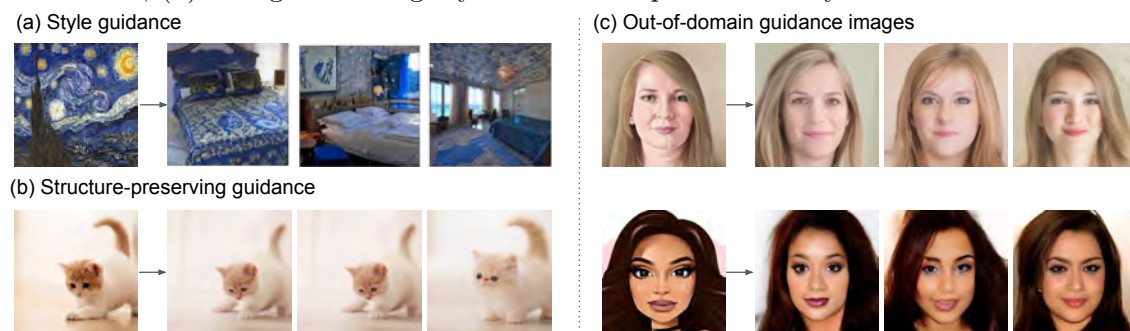 (a) Style guidance
(b) Structure-preserving guidance
(c) Out-of-domain guidance images